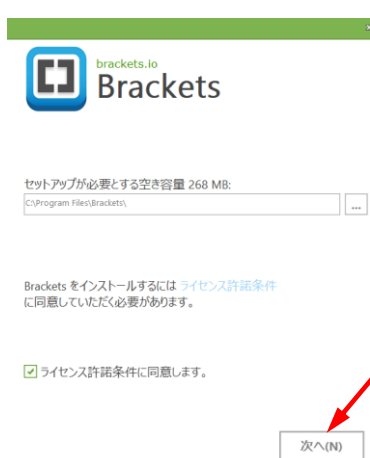 brackets.io
Brackets
セットアップが必要とする空き容量 268 MB:
C:\Program Files\Brackets\
...
Brackets をインストールするには ライセンス許諾条件
に同意していただく必要があります。
ライセンス許諾条件に同意します。
次へ(N)